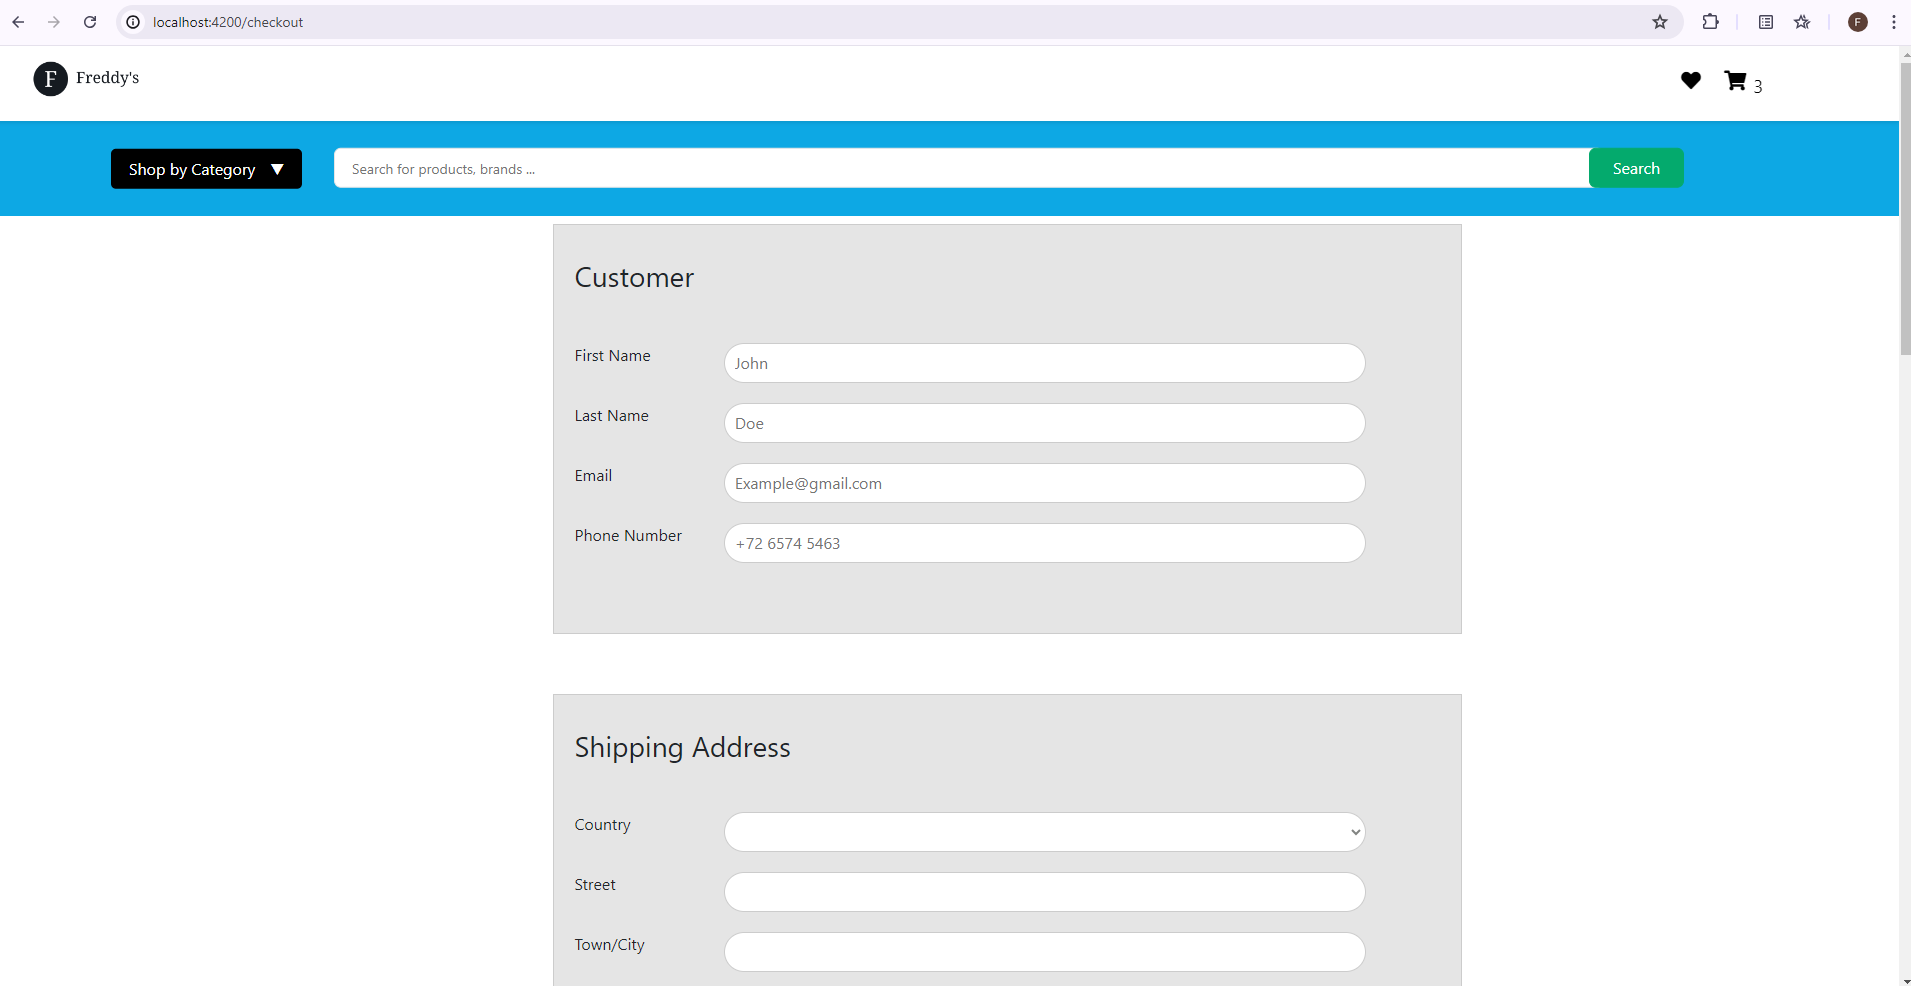 localhost:4200/checkout
F
F Freddy's
3
Shop by Category ▼
Search for products, brands ...
Search
Customer
First Name
John
Last Name
Doe
Email
Example@gmail.com
Phone Number
+72 6574 5463
Shipping Address
Country
Street
Town/City